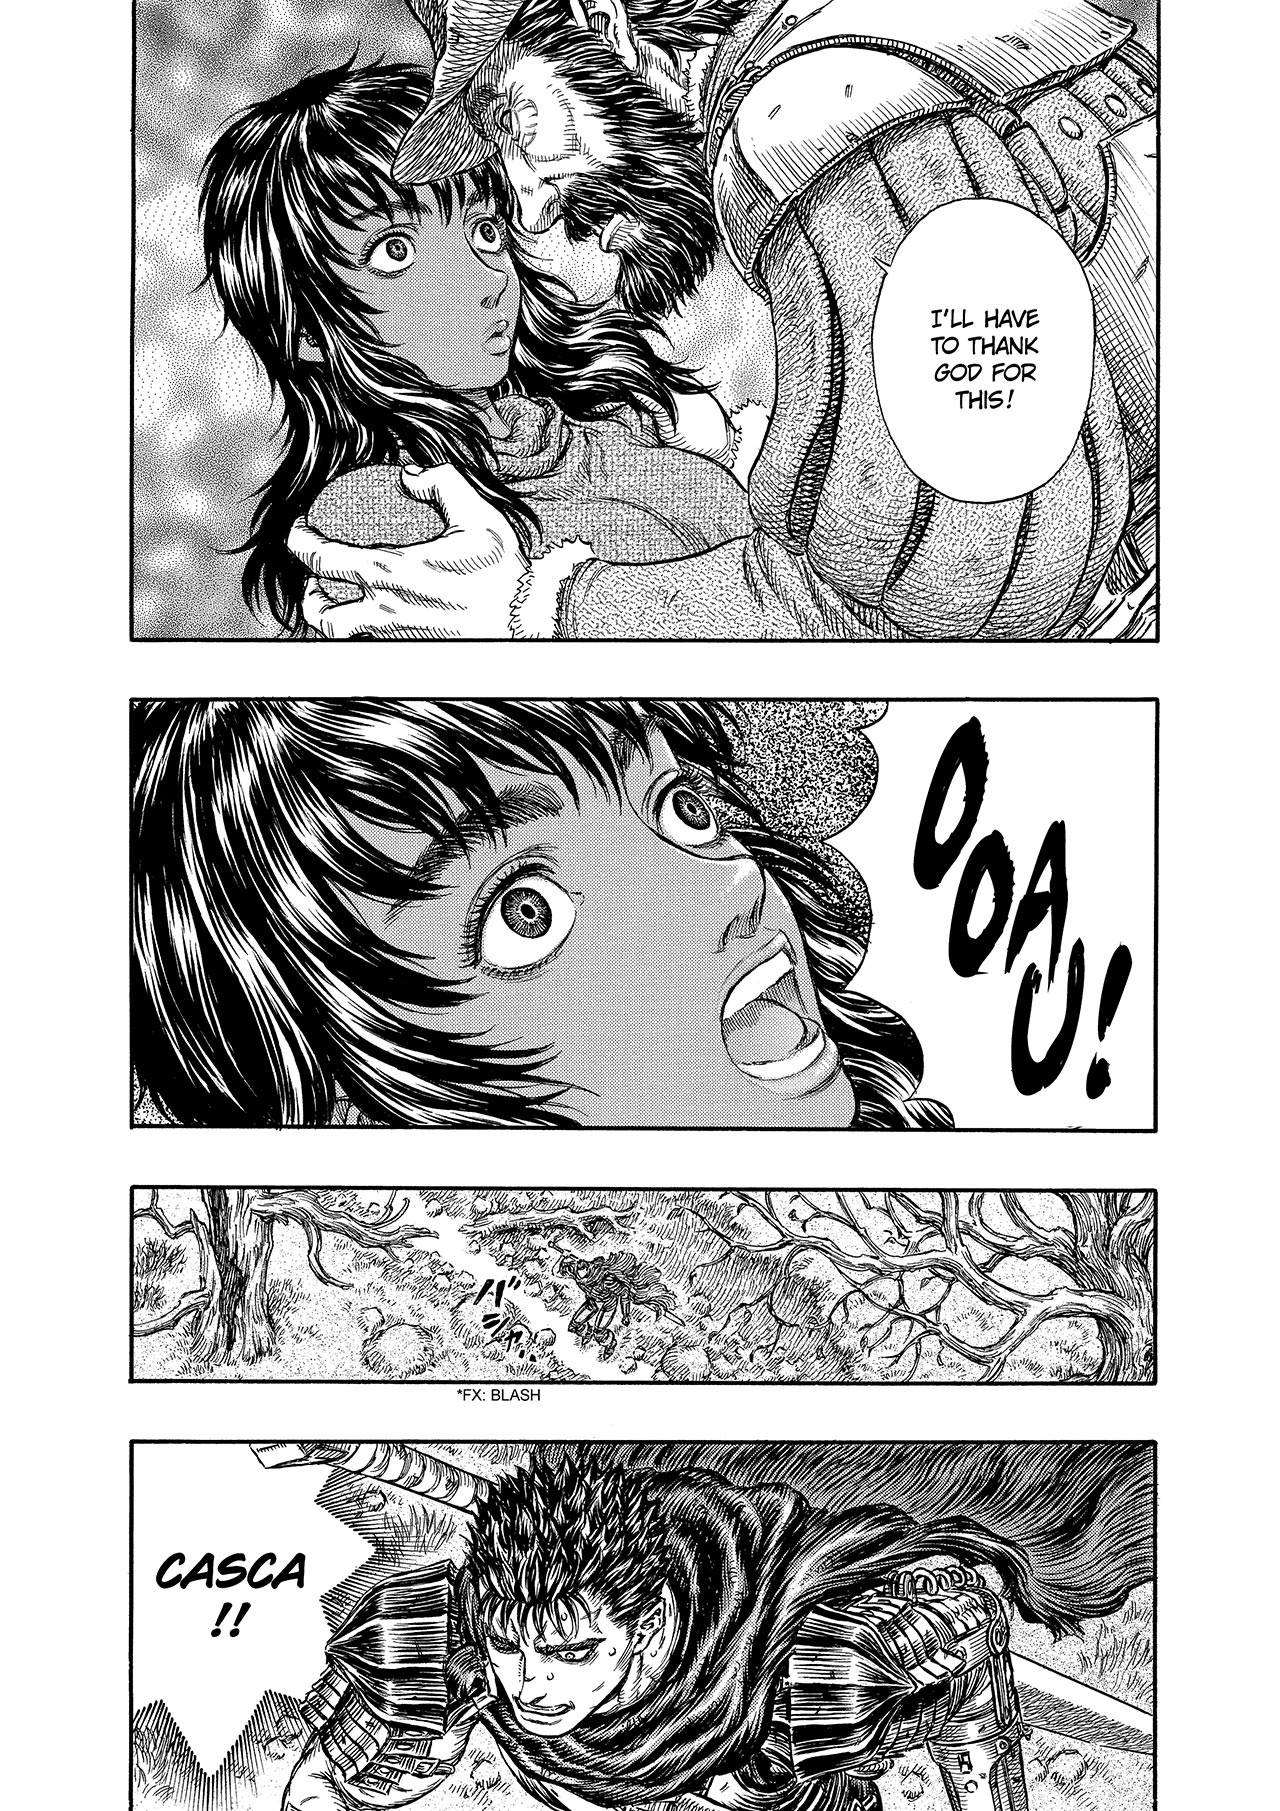 I'LL HAVE
TO THANK
GOD FOR
THIS!
OOAU!
バシャ
*FX: BLASH
CASCA
!!